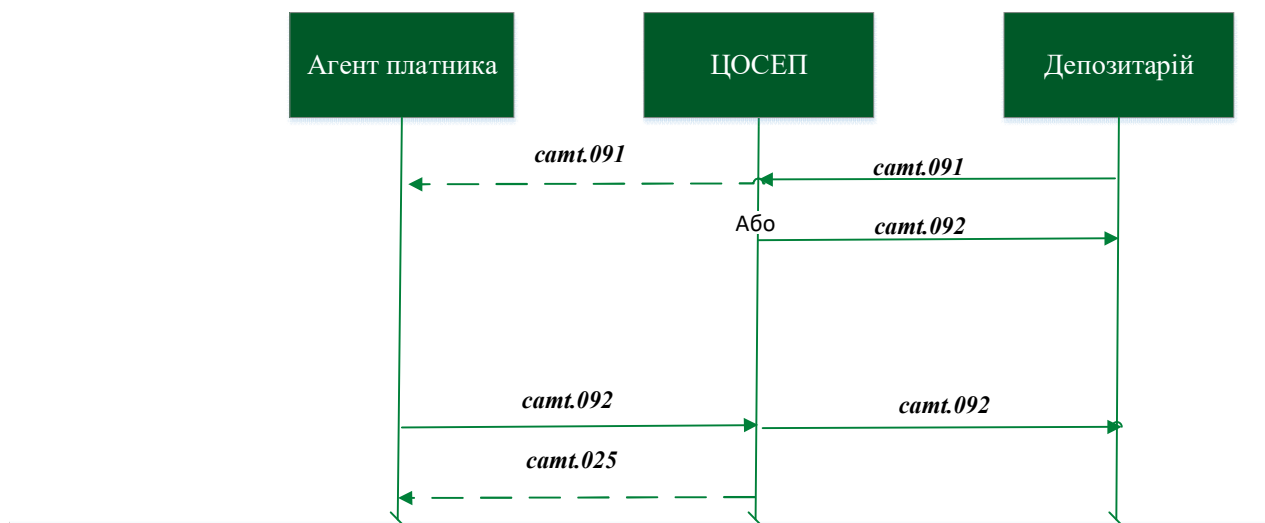 Агент платника
ЦОСЕП
Депозитарій
camt.091
camt.091
Або
camt.092
camt.092
camt.092
camt.025